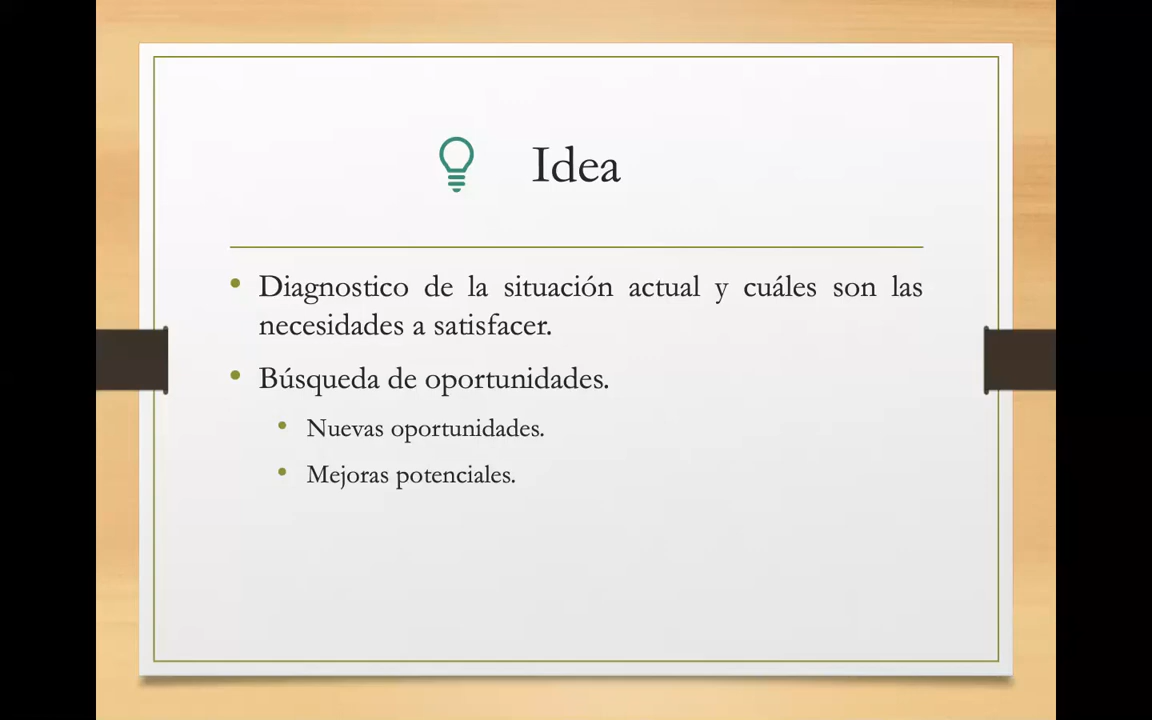 Idea
Diagnostico de la situación actual y cuáles son las
necesidades a satisfacer.
Búsqueda de oportunidades.
Nuevas oportunidades.
Mejoras potenciales.